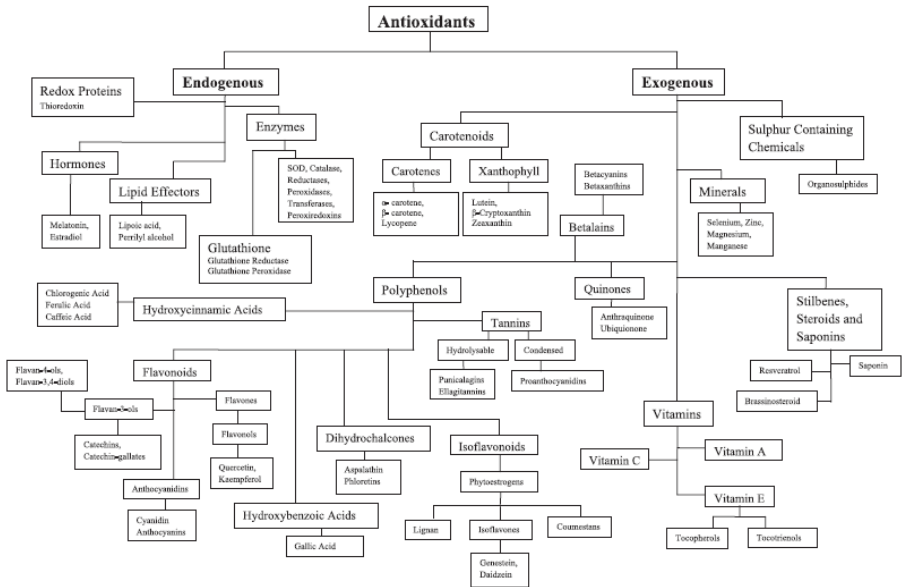 Antioxidants
Endogenous
Exogenous
Redox Proteins
Thioredoxin
Enzymes
Hormones
Lipid Effectors
SOD, Catalase,
Reductases,
Peroxidases,
Transferases,
Peroxiredoxins
Melatonin,
Estradiol
Lipoic acid,
Perrilyl alcohol
Glutathione
Glutathione Reductase
Glutathione Peroxidase
Carotenoids
Carotenes
Xanthophyll
α- carotene,
β- carotene,
Lycopene
Lutein,
β-Cryptoxanthin
Zeaxanthin
Betacyanins
Betaxanthins
Betalains
Sulphur Containing
Chemicals
Organosulphides
Minerals
Selenium, Zinc,
Magnesium,
Manganese
Polyphenols
Quinones
Anthraquinone
Ubiquionone
Chlorogenic Acid
Ferulic Acid
Caffeic Acid
Hydroxycinnamic Acids
Tannins
Hydrolysable
Condensed
Punicalagins
Ellagitannins
Proanthocyanidins
Stilbenes,
Steroids and
Saponins
Resveratrol
Saponin
Brassinosteroid
Flavonoids
Flavan-4-ols,
Flavan-3,4-diols
Flavan-3-ols
Catechins,
Catechin-gallates
Flavones
Flavonols
Quercetin,
Kaempferol
Anthocyanidins
Cyanidin
Anthocyanins
Dihydrochalcones
Aspalathin
Phloretins
Hydroxybenzoic Acids
Gallic Acid
Isoflavonoids
Phytoestrogens
Lignan
Isoflavones
Coumestans
Genestein,
Daidzein
Vitamins
Vitamin C
Vitamin A
Vitamin E
Tocopherols
Tocotrienols